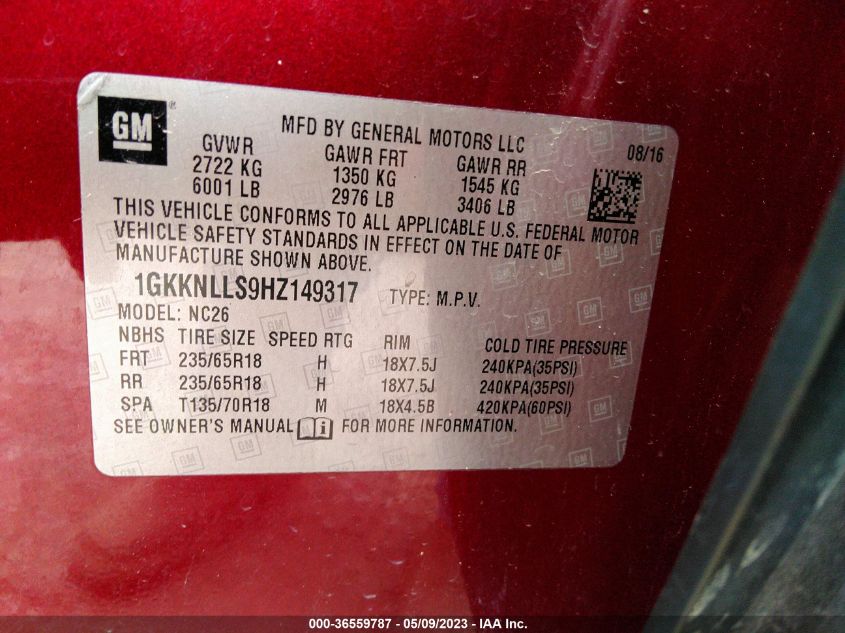 GM ®
MFD BY GENERAL MOTORS LLC
08/16
GVWR GAWR FRT GAWR RR
2722 KG 1350 KG 1545 KG
6001 LB 2976 LB 3406 LB
THIS VEHICLE CONFORMS TO ALL APPLICABLE U.S. FEDERAL MOTOR
VEHICLE SAFETY STANDARDS IN EFFECT ON THE DATE OF
MANUFACTURE SHOWN ABOVE.
1GKKNLLS9HZ149317 TYPE: M.P.V.
MODEL: NC26
NBHS TIRE SIZE SPEED RTG RIM COLD TIRE PRESSURE
FRT 235/65R18 H 18X7.5J 240KPA(35PSI)
RR 235/65R18 H 18X7.5J 240KPA(35PSI)
SPA T135/70R18 M 18X4.5B 420KPA(60PSI)
SEE OWNER'S MANUAL i FOR MORE INFORMATION.
000-36559787 - 05/09/2023 - IAA Inc.